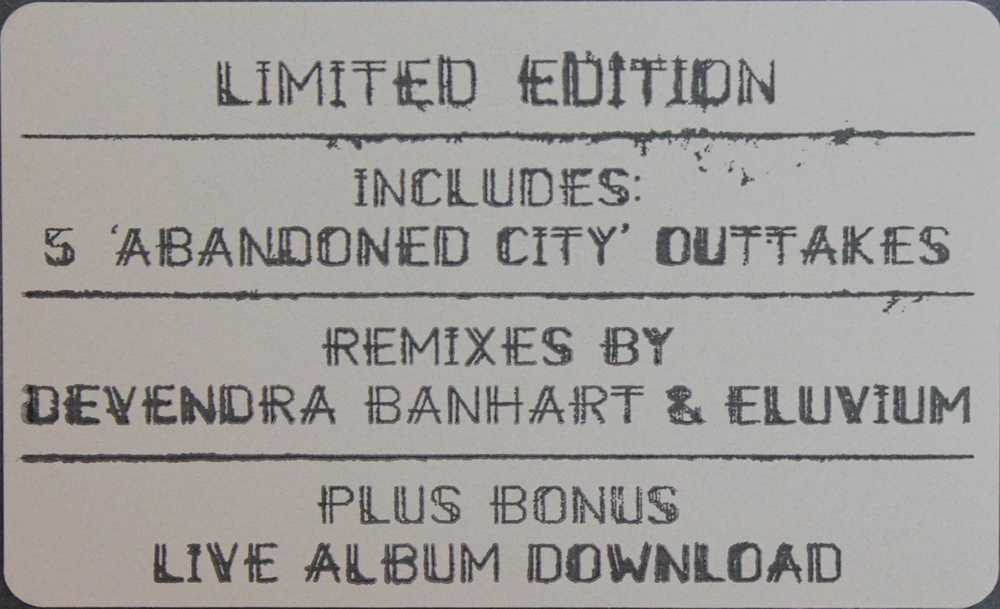 LIMITED EDITION
INCLUDES:
5 'ABANDONED CITY' OUTTAKES
REMIXES BY
DEVENDRA BANHART & ELUVIUM
PLUS BONUS
LIVE ALBUM DOWNLOAD